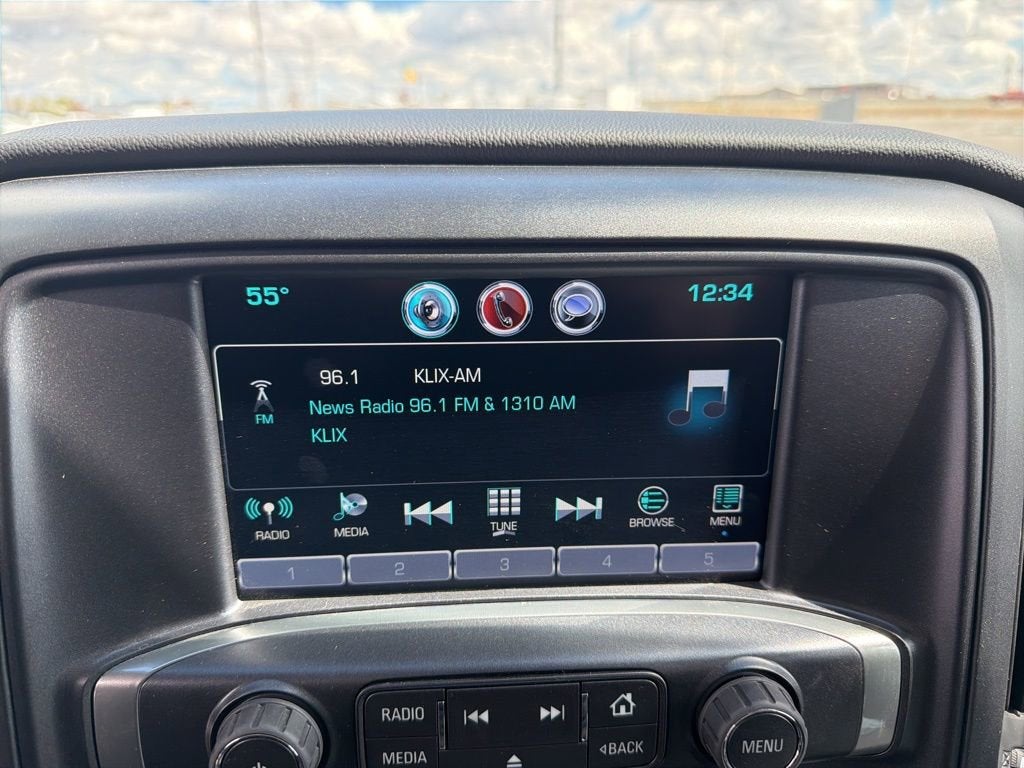 55° 12:34
96.1 KLIX-AM
FM News Radio 96.1 FM & 1310 AM
KLIX
RADIO MEDIA TUNE BROWSE MENU
1 2 3 4 5
RADIO
MEDIA BACK MENU